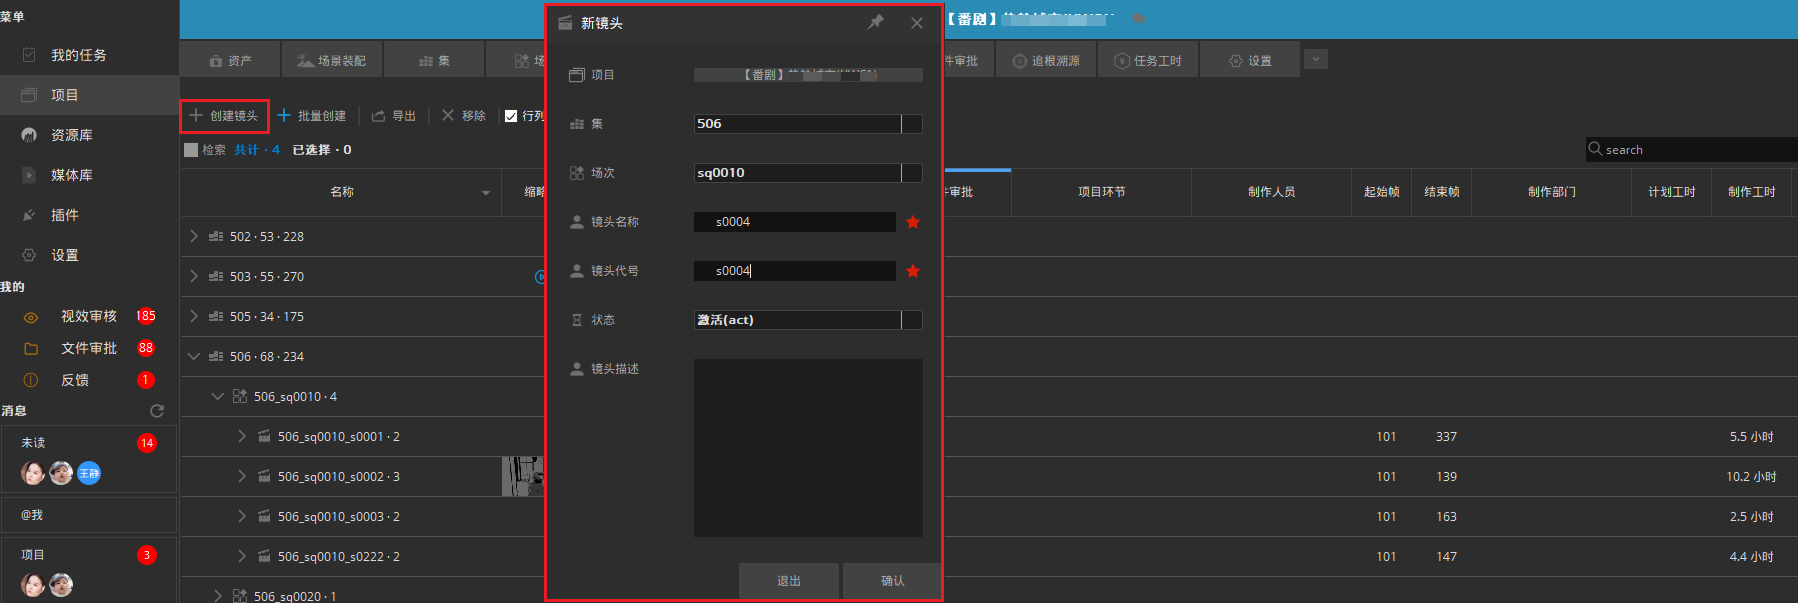 菜单
我的任务
项目
资源库
媒体库
插件
设置
我的
视效审核 185
文件审批 88
反馈 1
消息
未读 14
王静
@我
项目 3
【番剧】
资产
场景装配
集
场
件审批
追根溯源
任务工时
设置
创建镜头
批量创建
导出
移除
行列
检索 共计 · 4 已选择 · 0
search
名称
缩略
审批
项目环节
制作人员
起始帧
结束帧
制作部门
计划工时
制作工时
502 · 53 · 228
503 · 55 · 270
505 · 34 · 175
506 · 68 · 234
506_sq0010 · 4
506_sq0010_s0001 · 2 101 337 5.5 小时
506_sq0010_s0002 · 3 101 139 10.2 小时
506_sq0010_s0003 · 2 101 163 2.5 小时
506_sq0010_s0222 · 2 101 147 4.4 小时
506_sq0020 · 1
新镜头
项目 【番剧】
集 506
场次 sq0010
镜头名称 s0004
镜头代号 s0004
状态 激活(act)
镜头描述
退出
确认